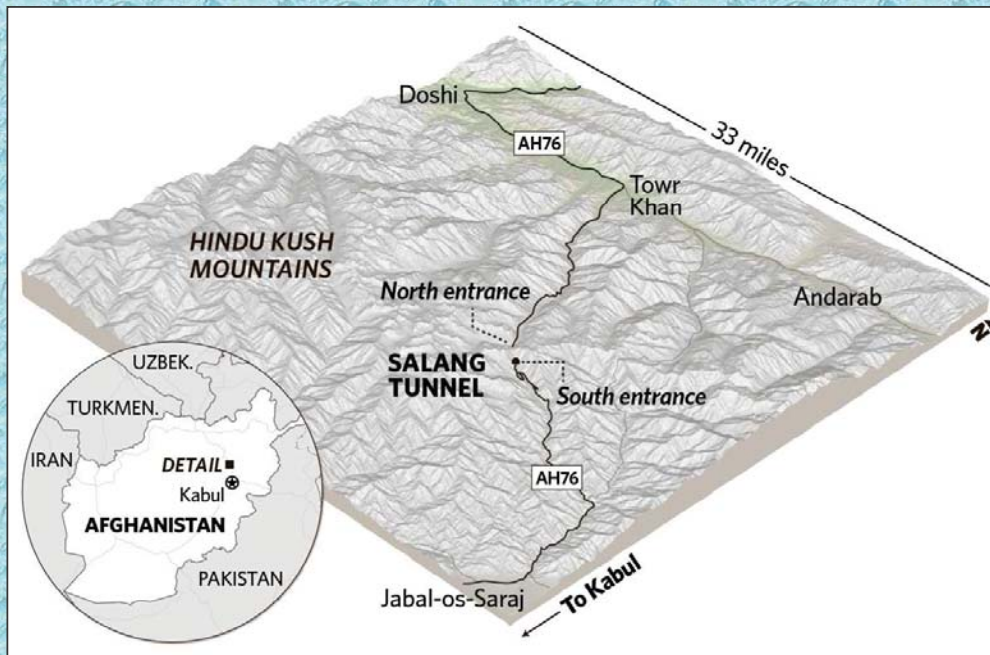 Doshi
AH76
33 miles
Towr
Khan
HINDU KUSH
MOUNTAINS
North entrance
Andarab
N
SALANG
TUNNEL
South entrance
UZBEK.
TURKMEN.
IRAN
DETAIL
Kabul
AFGHANISTAN
PAKISTAN
AH76
Jabal-os-Saraj
To Kabul